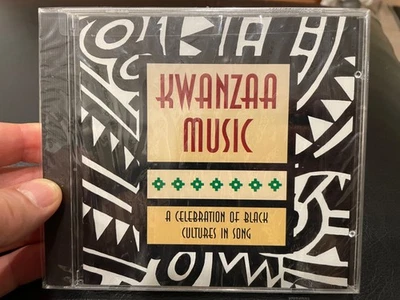 KWANZAA
MUSIC
A CELEBRATION OF BLACK
CULTURES IN SONG